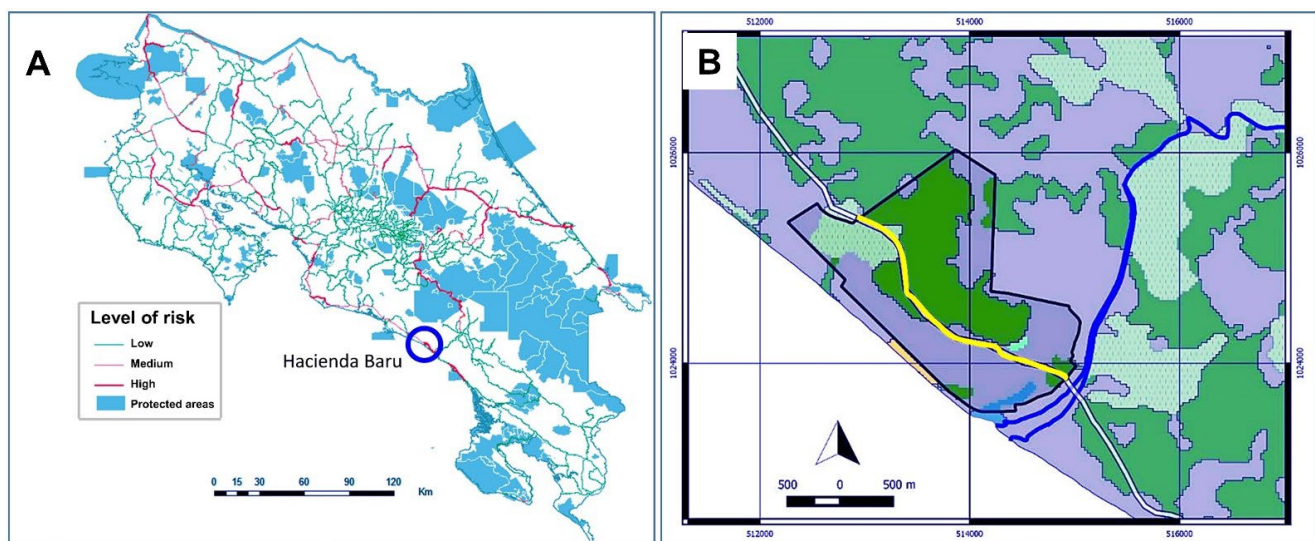 A
Level of risk
Low
Medium
High
Protected areas
Hacienda Baru
0 15 30 60 90 120
Km
B
512000 514000 516000
1026000
1026000
1024000
1024000
500 0 500 m
512000 514000 516000